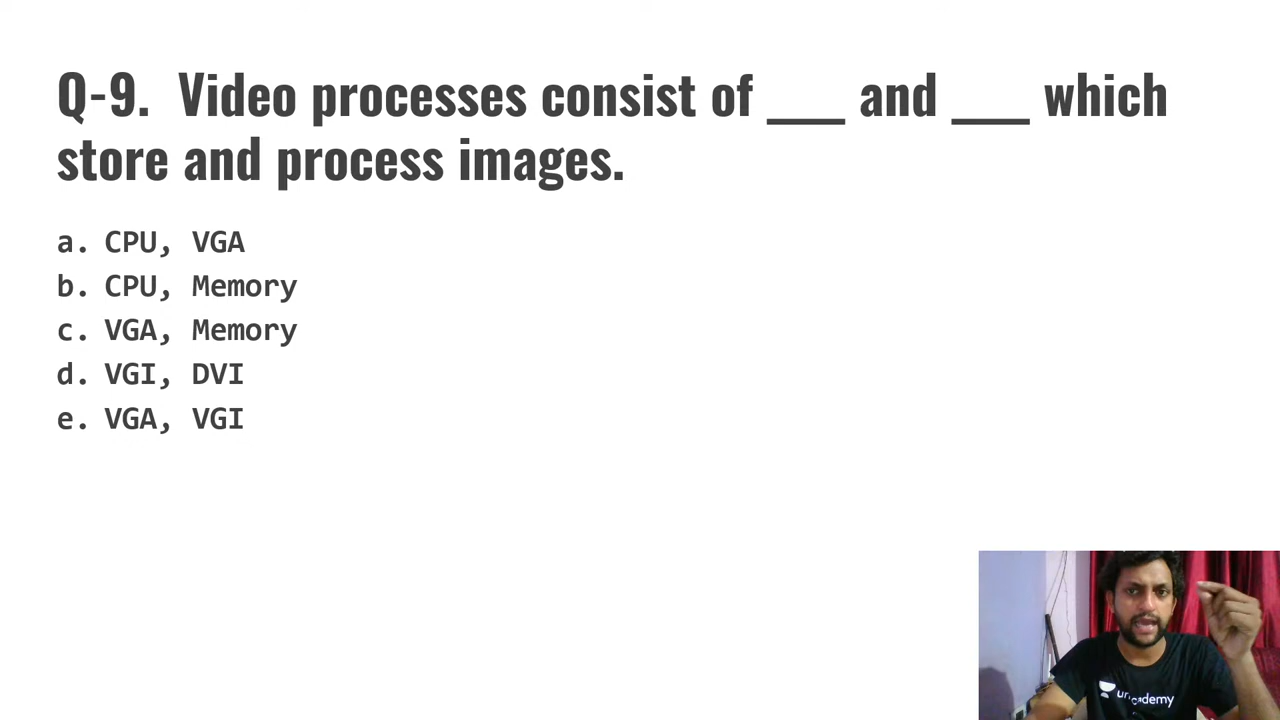 Q-9. Video processes consist of ___ and ___ which
store and process images.
a. CPU, VGA
b. CPU, Memory
c. VGA, Memory
d. VGI, DVI
e. VGA, VGI
unacademy